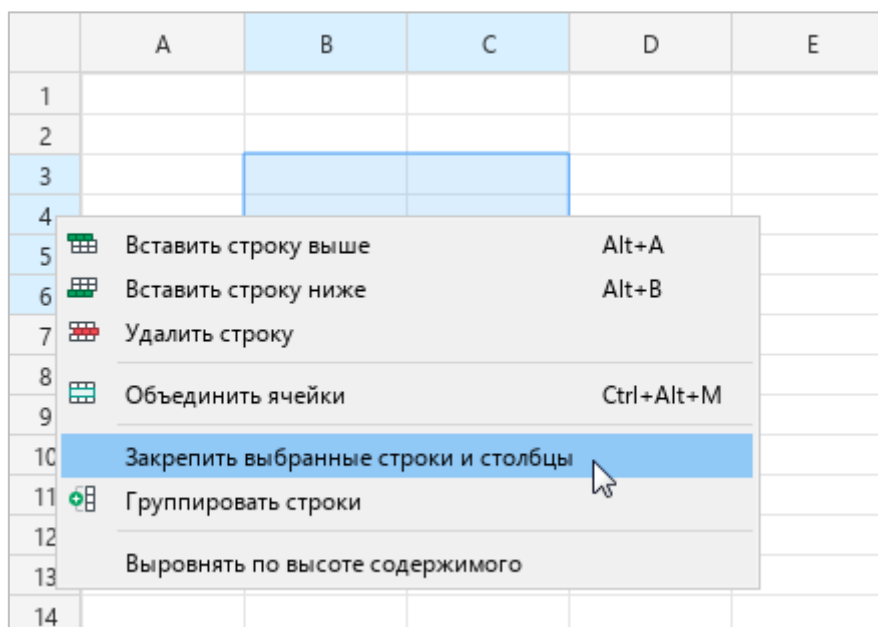 A B C D E
1
2
3
4
5 Вставить строку выше Alt+A
6 Вставить строку ниже Alt+B
7 Удалить строку
8
Объединить ячейки Ctrl+Alt+M
9
10 Закрепить выбранные строки и столбцы
11 Группировать строки
12
13 Выровнять по высоте содержимого
14